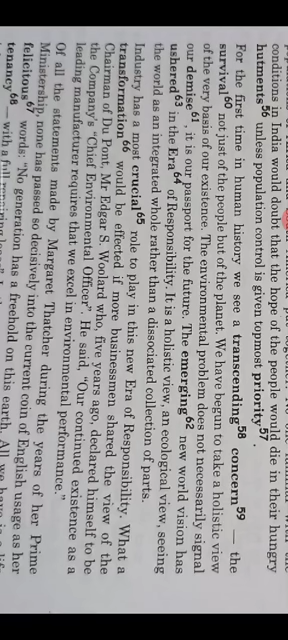 conditions in India would doubt that the hope of the people would die in their hungry
hutments56 unless population control is given topmost priority57.
For the first time in human history we see a transcending58 concern59 — the
survival60 not just of the people but of the planet. We have begun to take a holistic view
of the very basis of our existence. The environmental problem does not necessarily signal
our demise61, it is our passport for the future. The emerging62 new world vision has
ushered63 in the Era64 of Responsibility. It is a holistic view, an ecological view, seeing
the world as an integrated whole rather than a dissociated collection of parts.
Industry has a most crucial65 role to play in this new Era of Responsibility. What a
transformation66 would be effected if more businessmen shared the view of the
Chairman of Du Pont, Mr Edgar S. Woolard who, five years ago, declared himself to be
the Company's "Chief Environmental Officer". He said, "Our continued existence as a
leading manufacturer requires that we excel in environmental performance."
Of all the statements made by Margaret Thatcher during the years of her Prime
Ministership, none has passed so decisively into the current coin of English usage as her
felicitous67 words: "No generation has a freehold on this earth. All we have is a life
tenancy68 — with a full